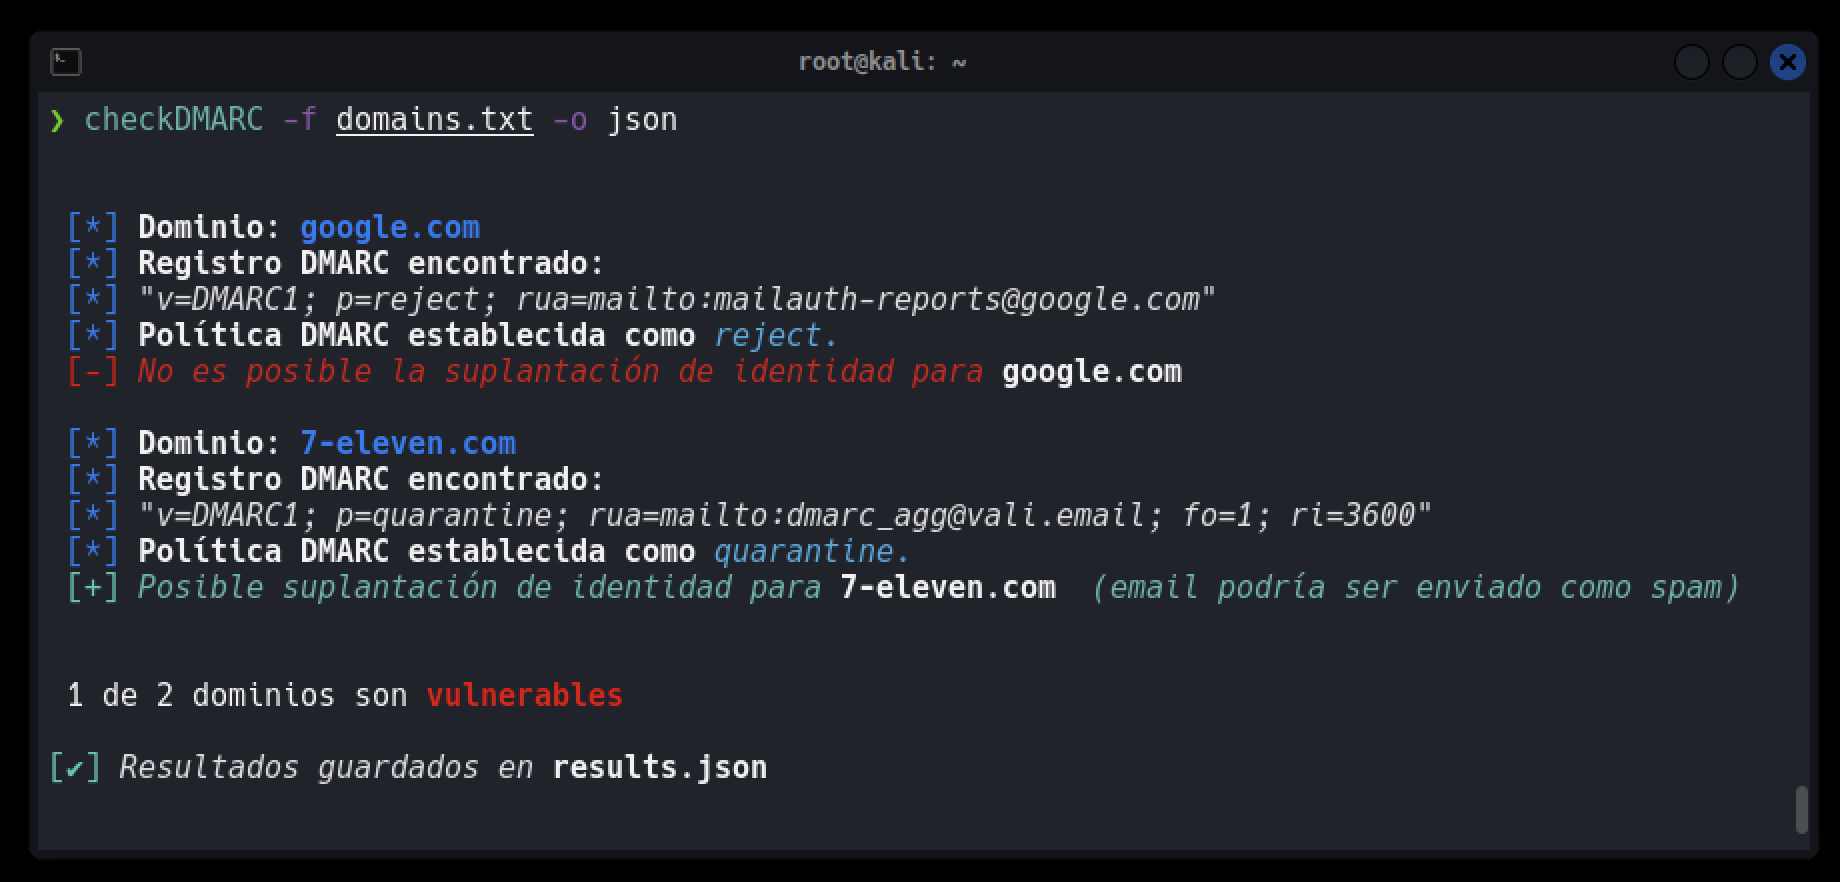 root@kali: ~
❯ checkDMARC -f domains.txt -o json
[*] Dominio: google.com
[*] Registro DMARC encontrado:
[*] "v=DMARC1; p=reject; rua=mailto:mailauth-reports@google.com"
[*] Política DMARC establecida como reject.
[-] No es posible la suplantación de identidad para google.com
[*] Dominio: 7-eleven.com
[*] Registro DMARC encontrado:
[*] "v=DMARC1; p=quarantine; rua=mailto:dmarc_agg@vali.email; fo=1; ri=3600"
[*] Política DMARC establecida como quarantine.
[+] Posible suplantación de identidad para 7-eleven.com  (email podría ser enviado como spam)
1 de 2 dominios son vulnerables
[✔] Resultados guardados en results.json